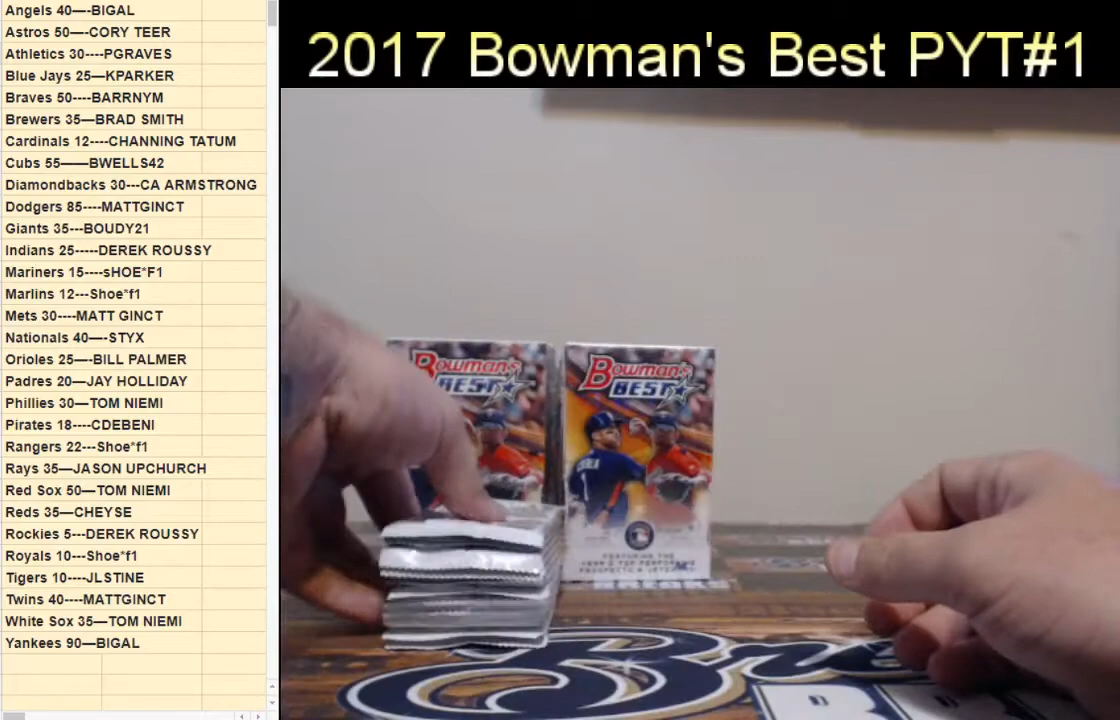 Angels 40—-BIGAL
Astros 50—-CORY TEER
Athletics 30----PGRAVES
Blue Jays 25—KPARKER
Braves 50----BARRNYM
Brewers 35—BRAD SMITH
Cardinals 12----CHANNING TATUM
Cubs 55——BWELLS42
Diamondbacks 30---CA ARMSTRONG
Dodgers 85----MATTGINCT
Giants 35---BOUDY21
Indians 25-----DEREK ROUSSY
Mariners 15----sHOE*F1
Marlins 12---Shoe*f1
Mets 30----MATT GINCT
Nationals 40—-STYX
Orioles 25—-BILL PALMER
Padres 20—JAY HOLLIDAY
Phillies 30—TOM NIEMI
Pirates 18----CDEBENI
Rangers 22---Shoe*f1
Rays 35—JASON UPCHURCH
Red Sox 50—TOM NIEMI
Reds 35—CHEYSE
Rockies 5---DEREK ROUSSY
Royals 10---Shoe*f1
Tigers 10----JLSTINE
Twins 40----MATTGINCT
White Sox 35—TOM NIEMI
Yankees 90—BIGAL
2017 Bowman's Best PYT#1
Bowman's
BEST
Bowman's
BEST
FEATURING THE
Bre